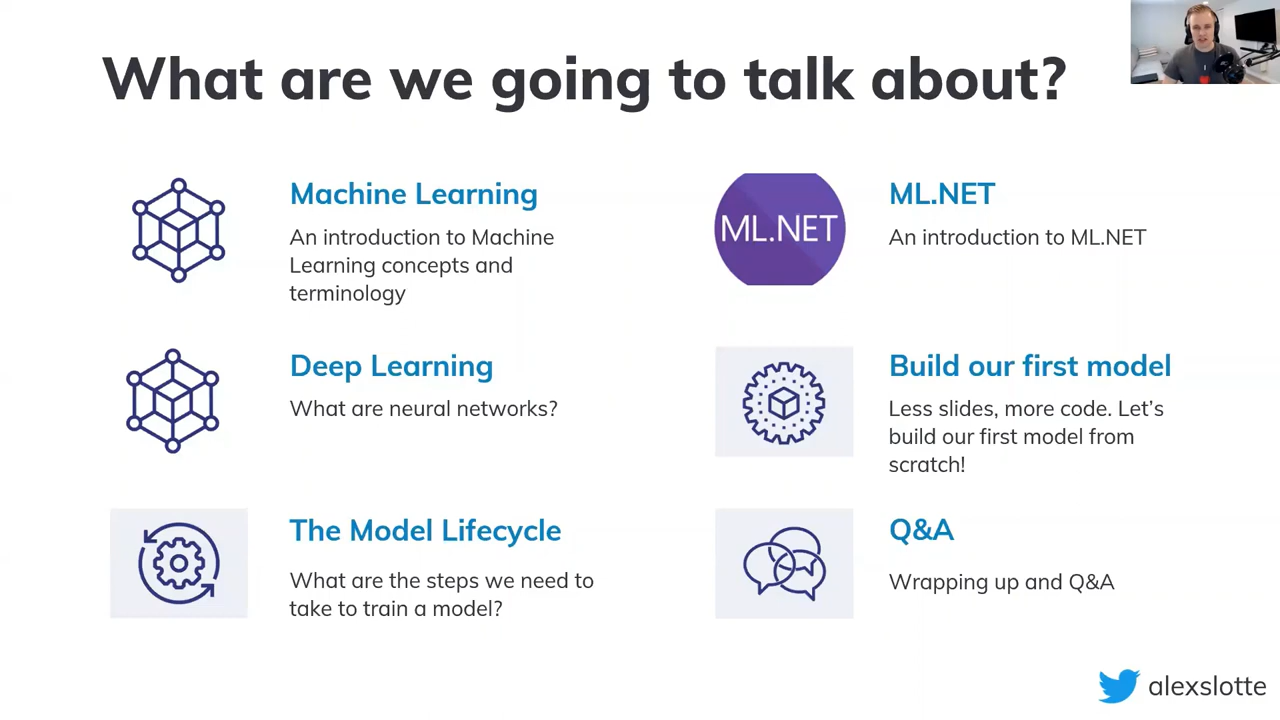 What are we going to talk about?
Machine Learning
An introduction to Machine
Learning concepts and
terminology
Deep Learning
What are neural networks?
The Model Lifecycle
What are the steps we need to
take to train a model?
ML.NET
ML.NET
An introduction to ML.NET
Build our first model
Less slides, more code. Let's
build our first model from
scratch!
Q&A
Wrapping up and Q&A
alexslotte